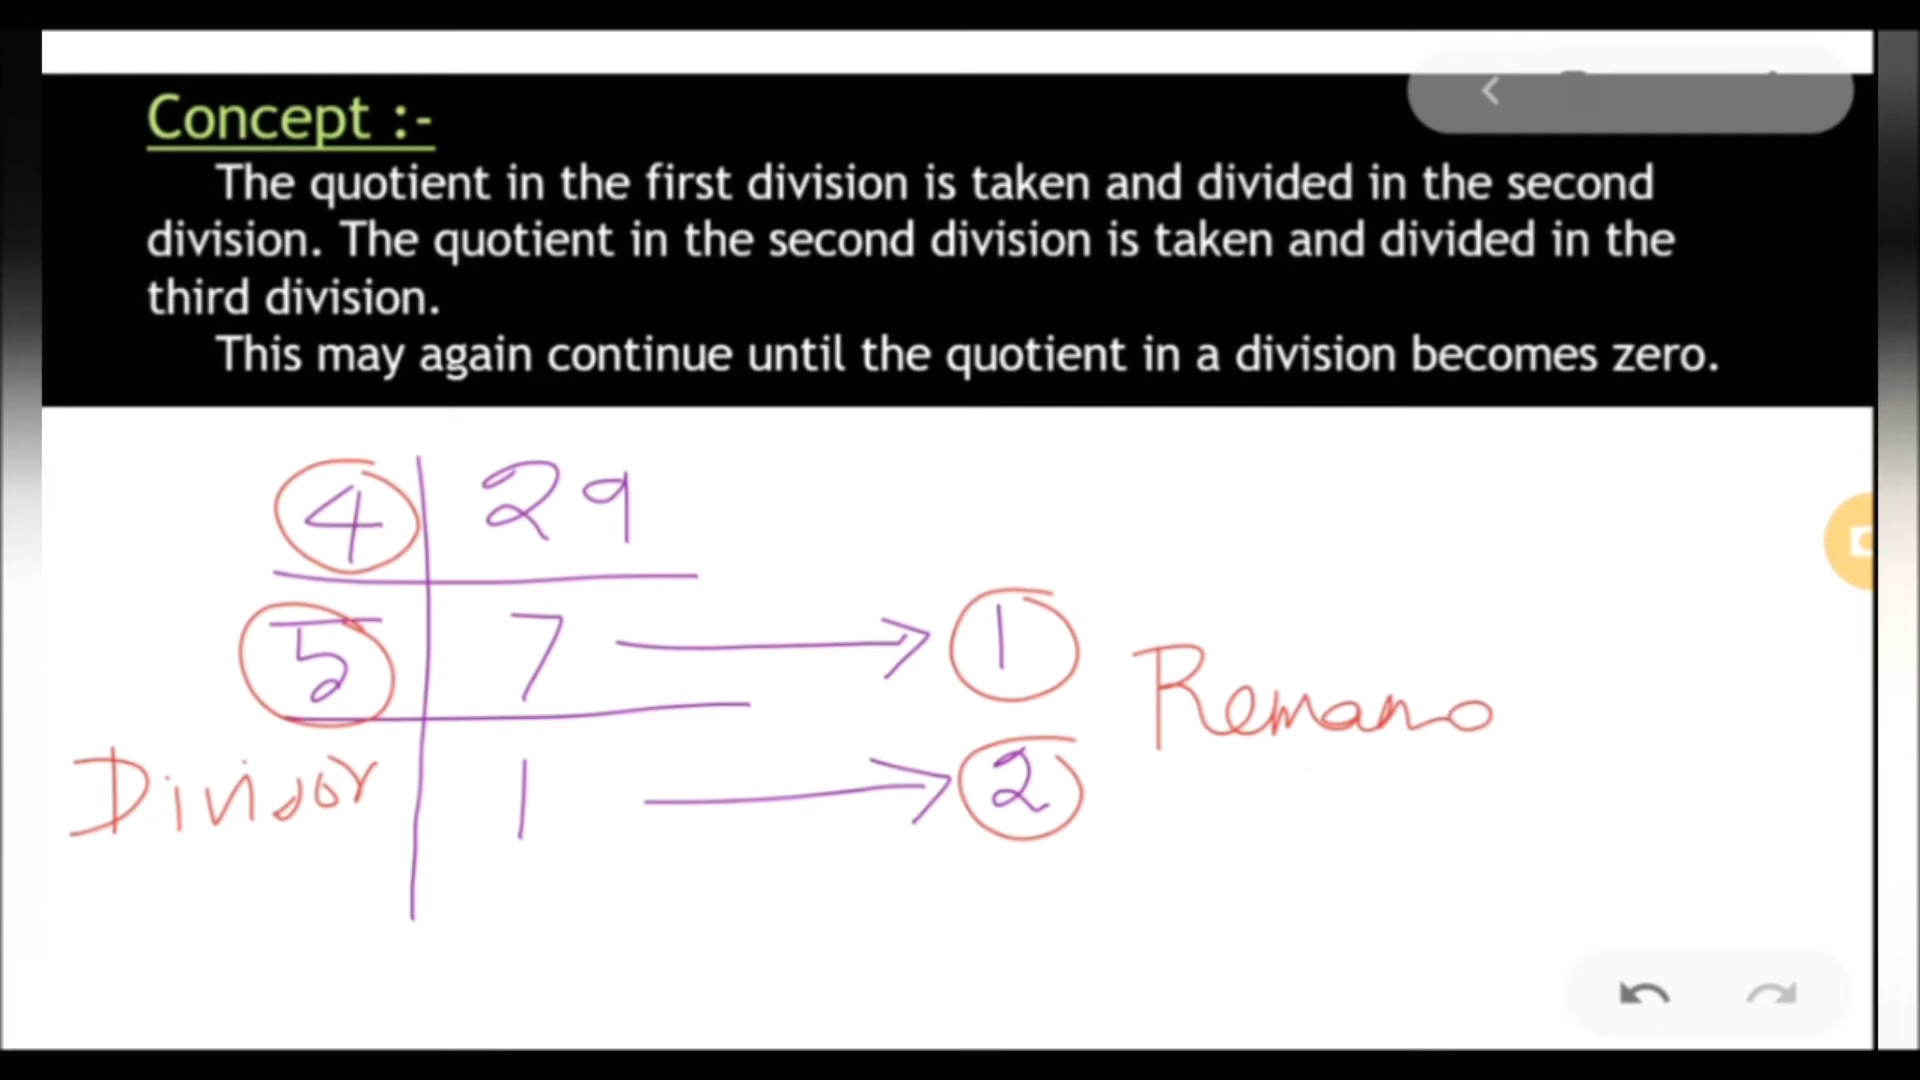 Concept :-
The quotient in the first division is taken and divided in the second
division. The quotient in the second division is taken and divided in the
third division.
This may again continue until the quotient in a division becomes zero.
4 29
5 7 1
Remano
Divisor 1 2